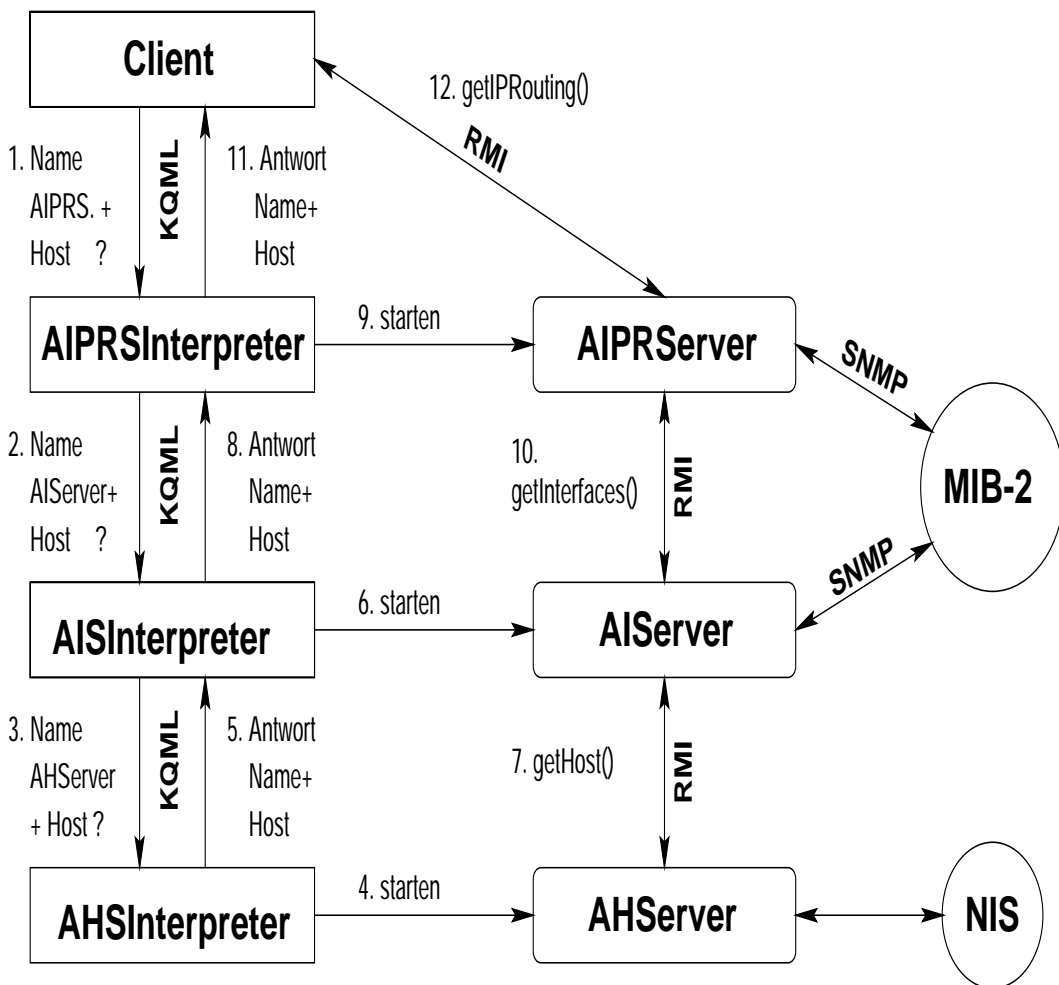 Client
12. getIPRouting()
RMI
1. Name
AIPRS. +
Host ?
KQML
11. Antwort
Name+
Host
AIPRSInterpreter
9. starten
AIPRServer
SNMP
2. Name
AIServer+
Host ?
KQML
8. Antwort
Name+
Host
10.
getInterfaces()
RMI
MIB-2
SNMP
AISInterpreter
6. starten
AIServer
3. Name
AHServer
+ Host ?
KQML
5. Antwort
Name+
Host
7. getHost()
RMI
AHSInterpreter
4. starten
AHServer
NIS